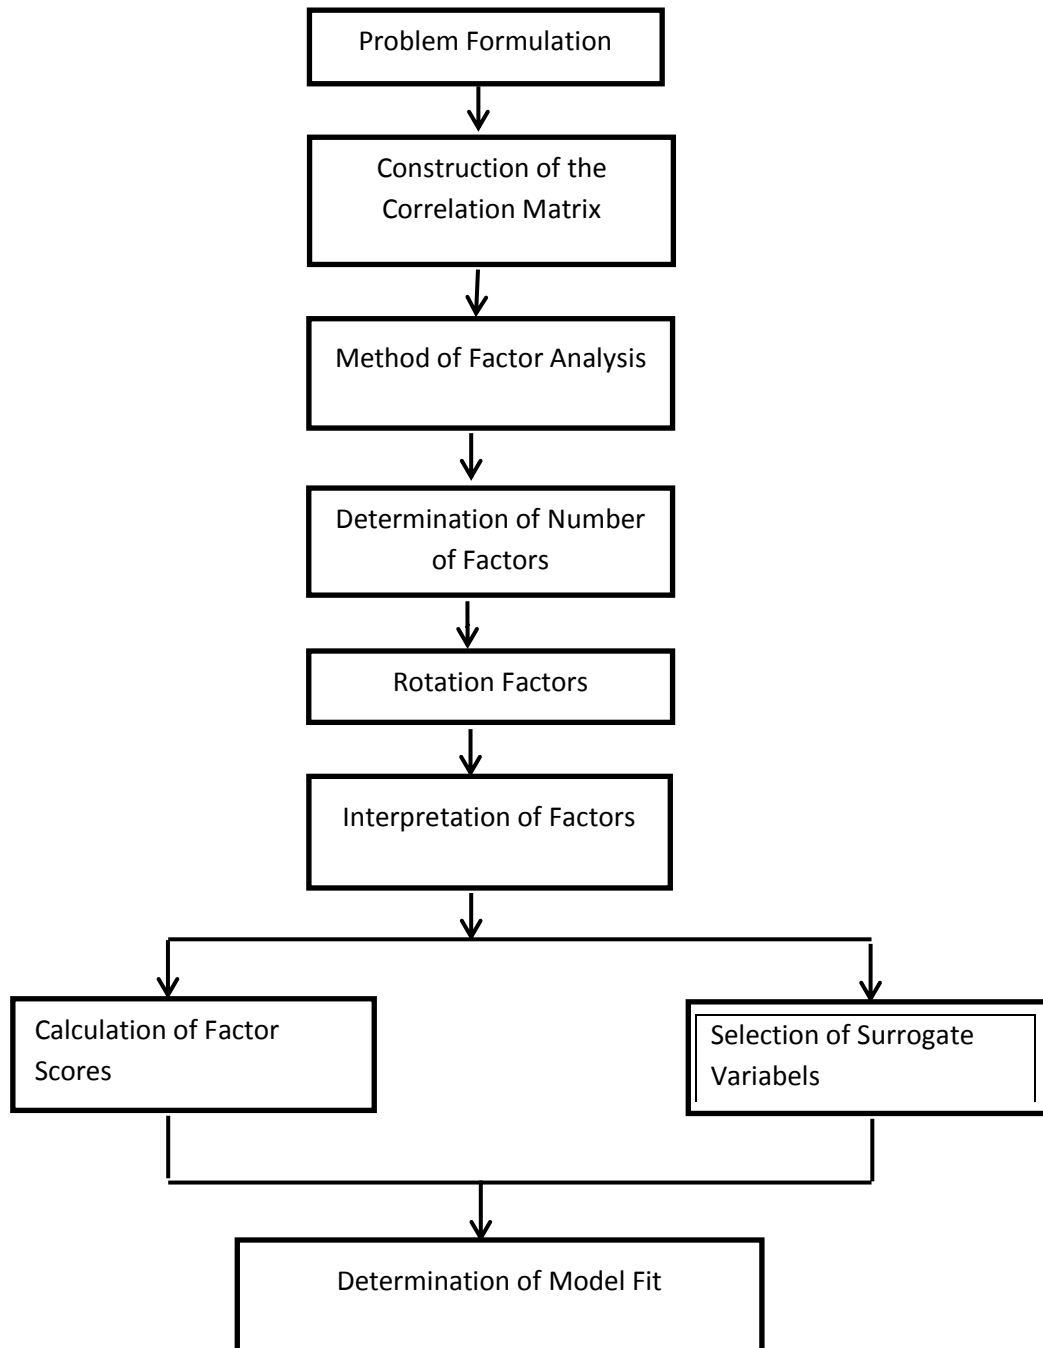 Problem Formulation
Construction of the
Correlation Matrix
Method of Factor Analysis
Determination of Number
of Factors
Rotation Factors
Interpretation of Factors
Calculation of Factor
Scores
Selection of Surrogate
Variabels
Determination of Model Fit